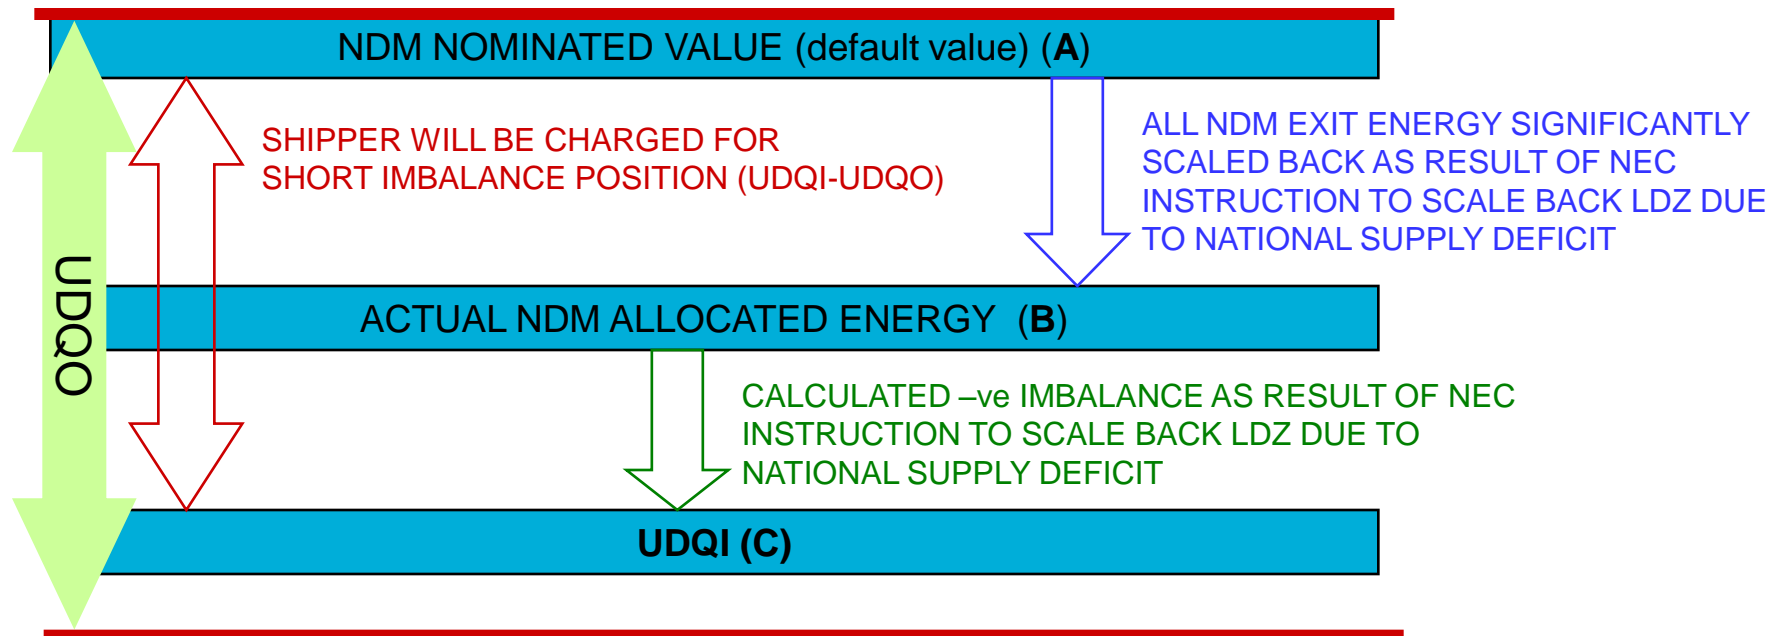 NDM NOMINATED VALUE (default value) (A)
SHIPPER WILL BE CHARGED FOR
SHORT IMBALANCE POSITION (UDQI-UDQO)
ALL NDM EXIT ENERGY SIGNIFICANTLY
SCALED BACK AS RESULT OF NEC
INSTRUCTION TO SCALE BACK LDZ DUE
TO NATIONAL SUPPLY DEFICIT
UDQO
ACTUAL NDM ALLOCATED ENERGY (B)
CALCULATED –ve IMBALANCE AS RESULT OF NEC
INSTRUCTION TO SCALE BACK LDZ DUE TO
NATIONAL SUPPLY DEFICIT
UDQI (C)